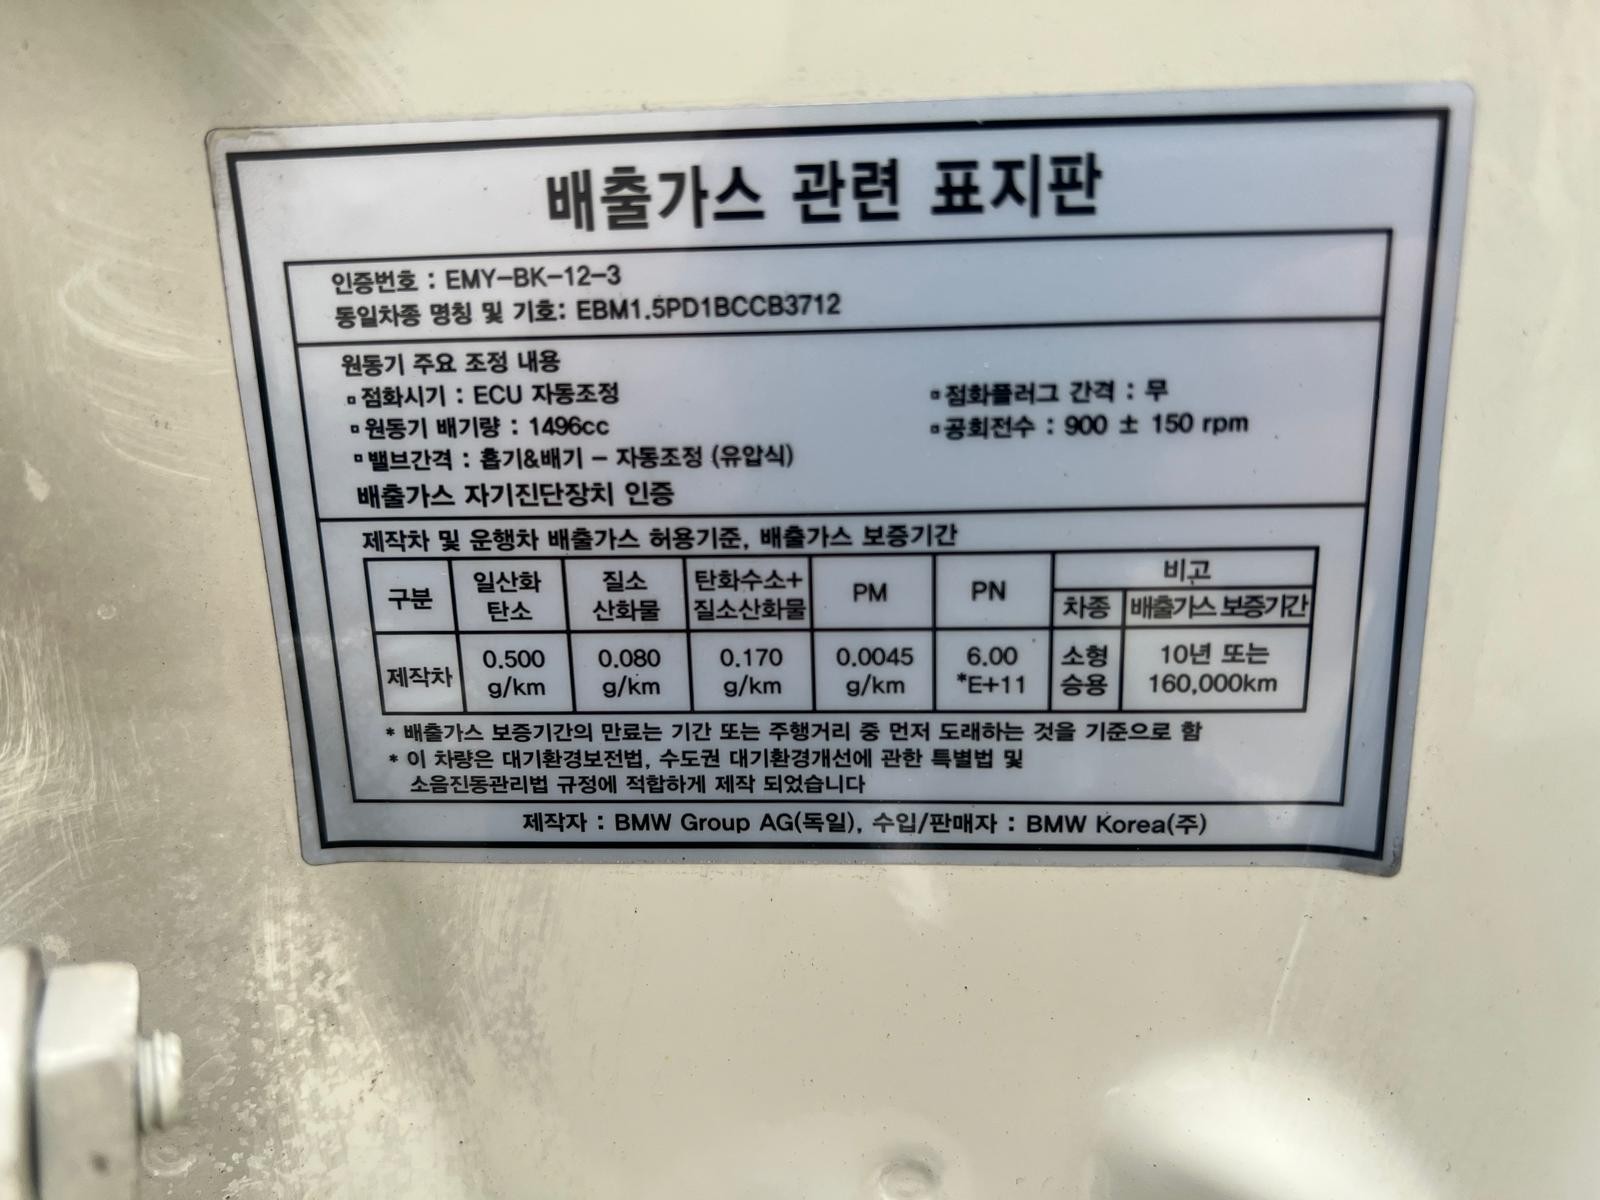 배출가스 관련 표지판
인증번호 : EMY-BK-12-3
동일차종 명칭 및 기호: EBM1.5PD1BCCB3712
원동기 주요 조정 내용
▫점화시기 : ECU 자동조정 ▫점화플러그 간격 : 무
▫원동기 배기량 : 1496cc ▫공회전수 : 900 ± 150 rpm
▫밸브간격 : 흡기&배기 - 자동조정 (유압식)
배출가스 자기진단장치 인증
제작차 및 운행차 배출가스 허용기준, 배출가스 보증기간
구분 일산화 탄소 질소 산화물 탄화수소+ 질소산화물 PM PN 비고
차종 배출가스 보증기간
제작차 0.500 g/km 0.080 g/km 0.170 g/km 0.0045 g/km 6.00 *E+11 소형 승용 10년 또는 160,000km
* 배출가스 보증기간의 만료는 기간 또는 주행거리 중 먼저 도래하는 것을 기준으로 함
* 이 차량은 대기환경보전법, 수도권 대기환경개선에 관한 특별법 및
소음진동관리법 규정에 적합하게 제작 되었습니다
제작자 : BMW Group AG(독일), 수입/판매자 : BMW Korea(주)